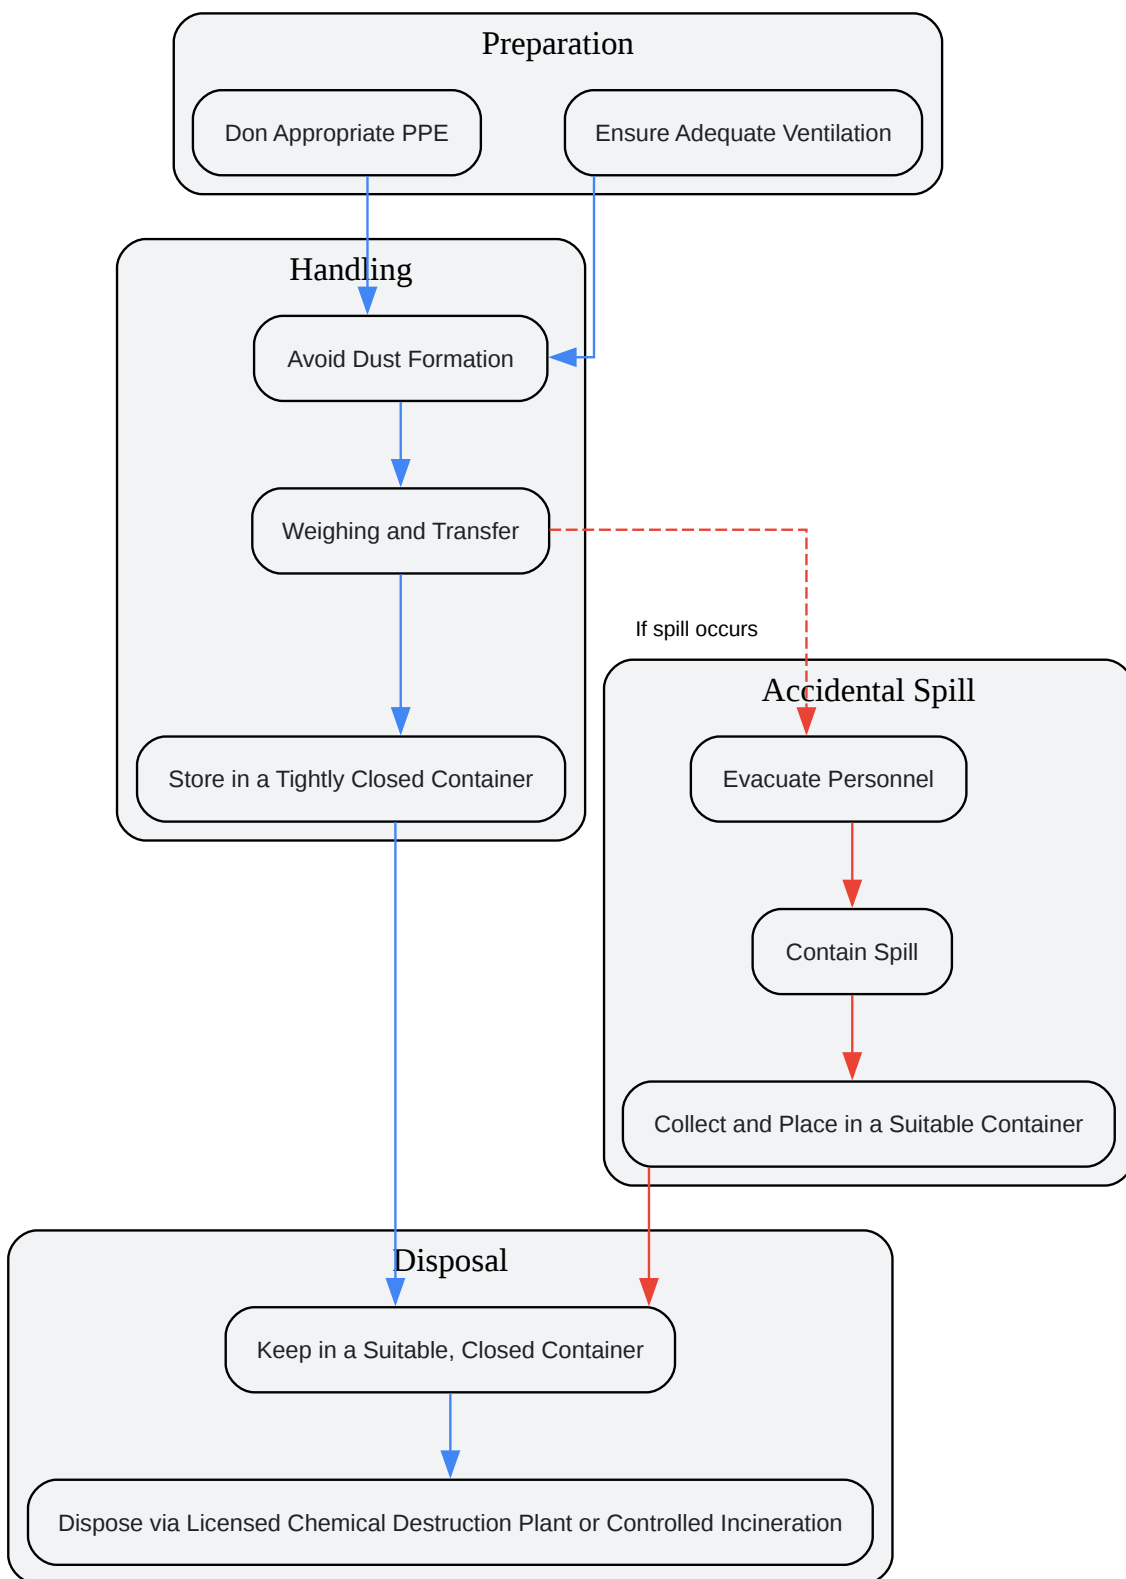 Preparation
Don Appropriate PPE
Ensure Adequate Ventilation
Handling
Avoid Dust Formation
Weighing and Transfer
If spill occurs
Accidental Spill
Store in a Tightly Closed Container
Evacuate Personnel
Contain Spill
Collect and Place in a Suitable Container
Disposal
Keep in a Suitable, Closed Container
Dispose via Licensed Chemical Destruction Plant or Controlled Incineration